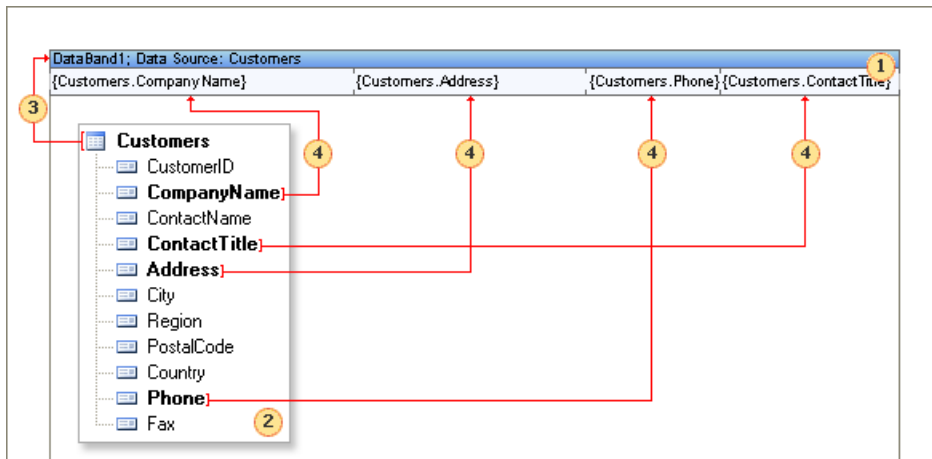 DataBand1; Data Source: Customers
1
{Customers.CompanyName} {Customers.Address} {Customers.Phone} {Customers.ContactTitle}
3
Customers
4 4 4 4
CustomerID
CompanyName
ContactName
ContactTitle
Address
City
Region
PostalCode
Country
Phone
Fax
2